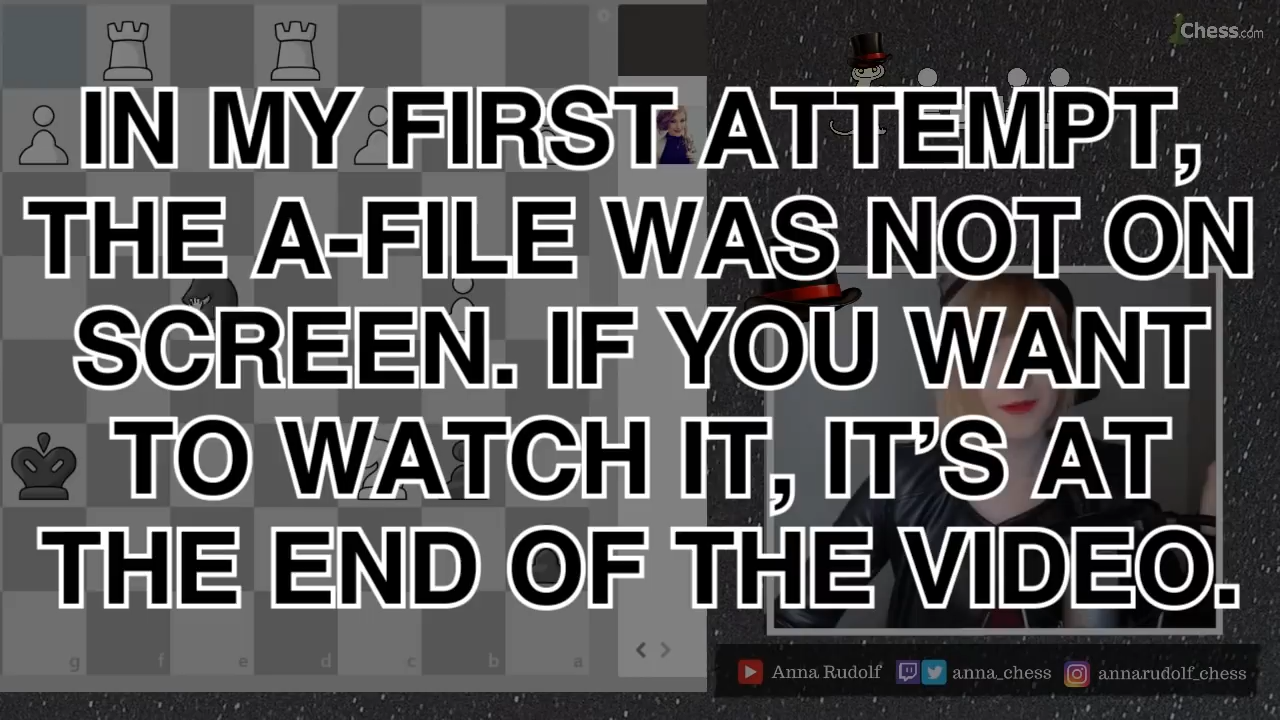 Chess.com
IN MY FIRST ATTEMPT,
THE A-FILE WAS NOT ON
SCREEN. IF YOU WANT
TO WATCH IT, IT’S AT
THE END OF THE VIDEO.
g f e d c b a
Anna Rudolf anna_chess annarudolf_chess